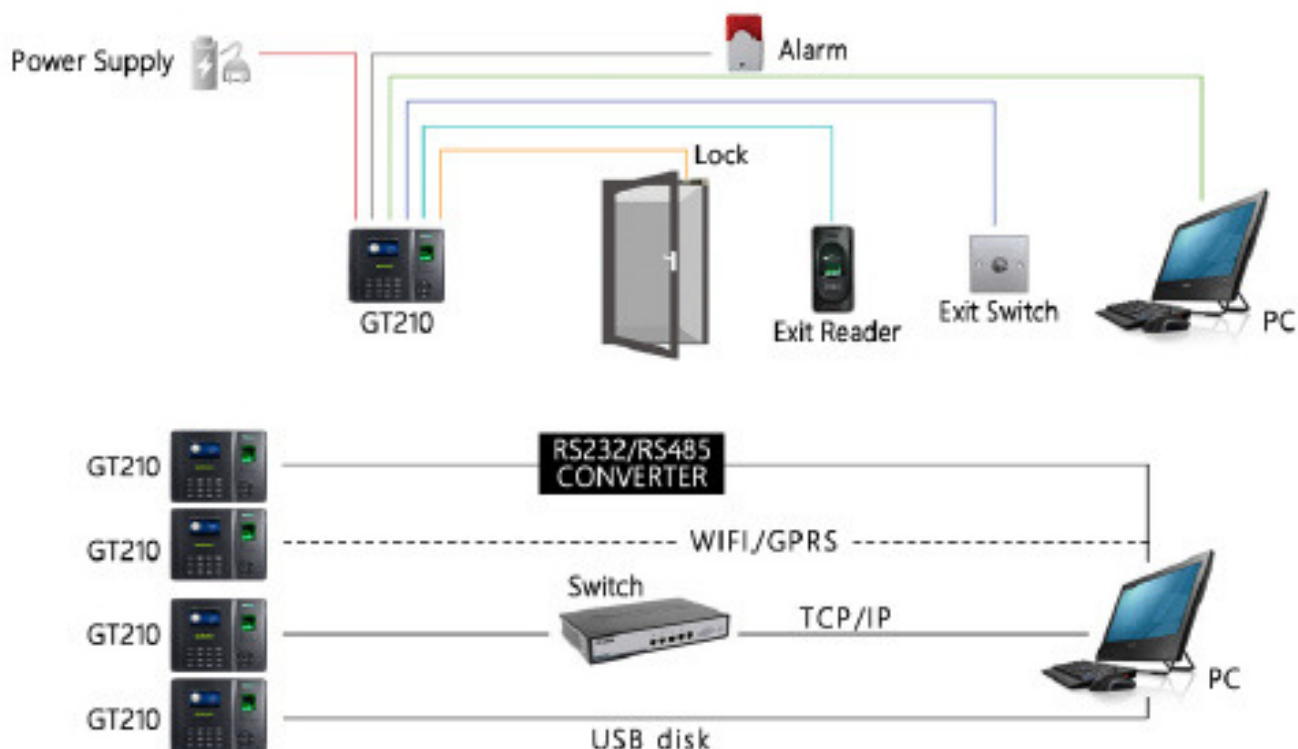 Power Supply
Alarm
Lock
GT210
Exit Reader
Exit Switch
PC
GT210
RS232/RS485
CONVERTER
GT210
WIFI/GPRS
Switch
GT210
TCP/IP
PC
GT210
USB disk